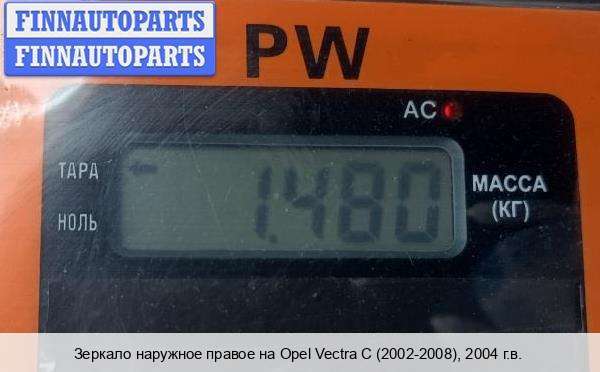 FINNAUTOPARTS
FINNAUTOPARTS
PW
AC
ТАРА
1.480
МАССА
(КГ)
НОЛЬ
Зеркало наружное правое на Opel Vectra C (2002-2008), 2004 г.в.